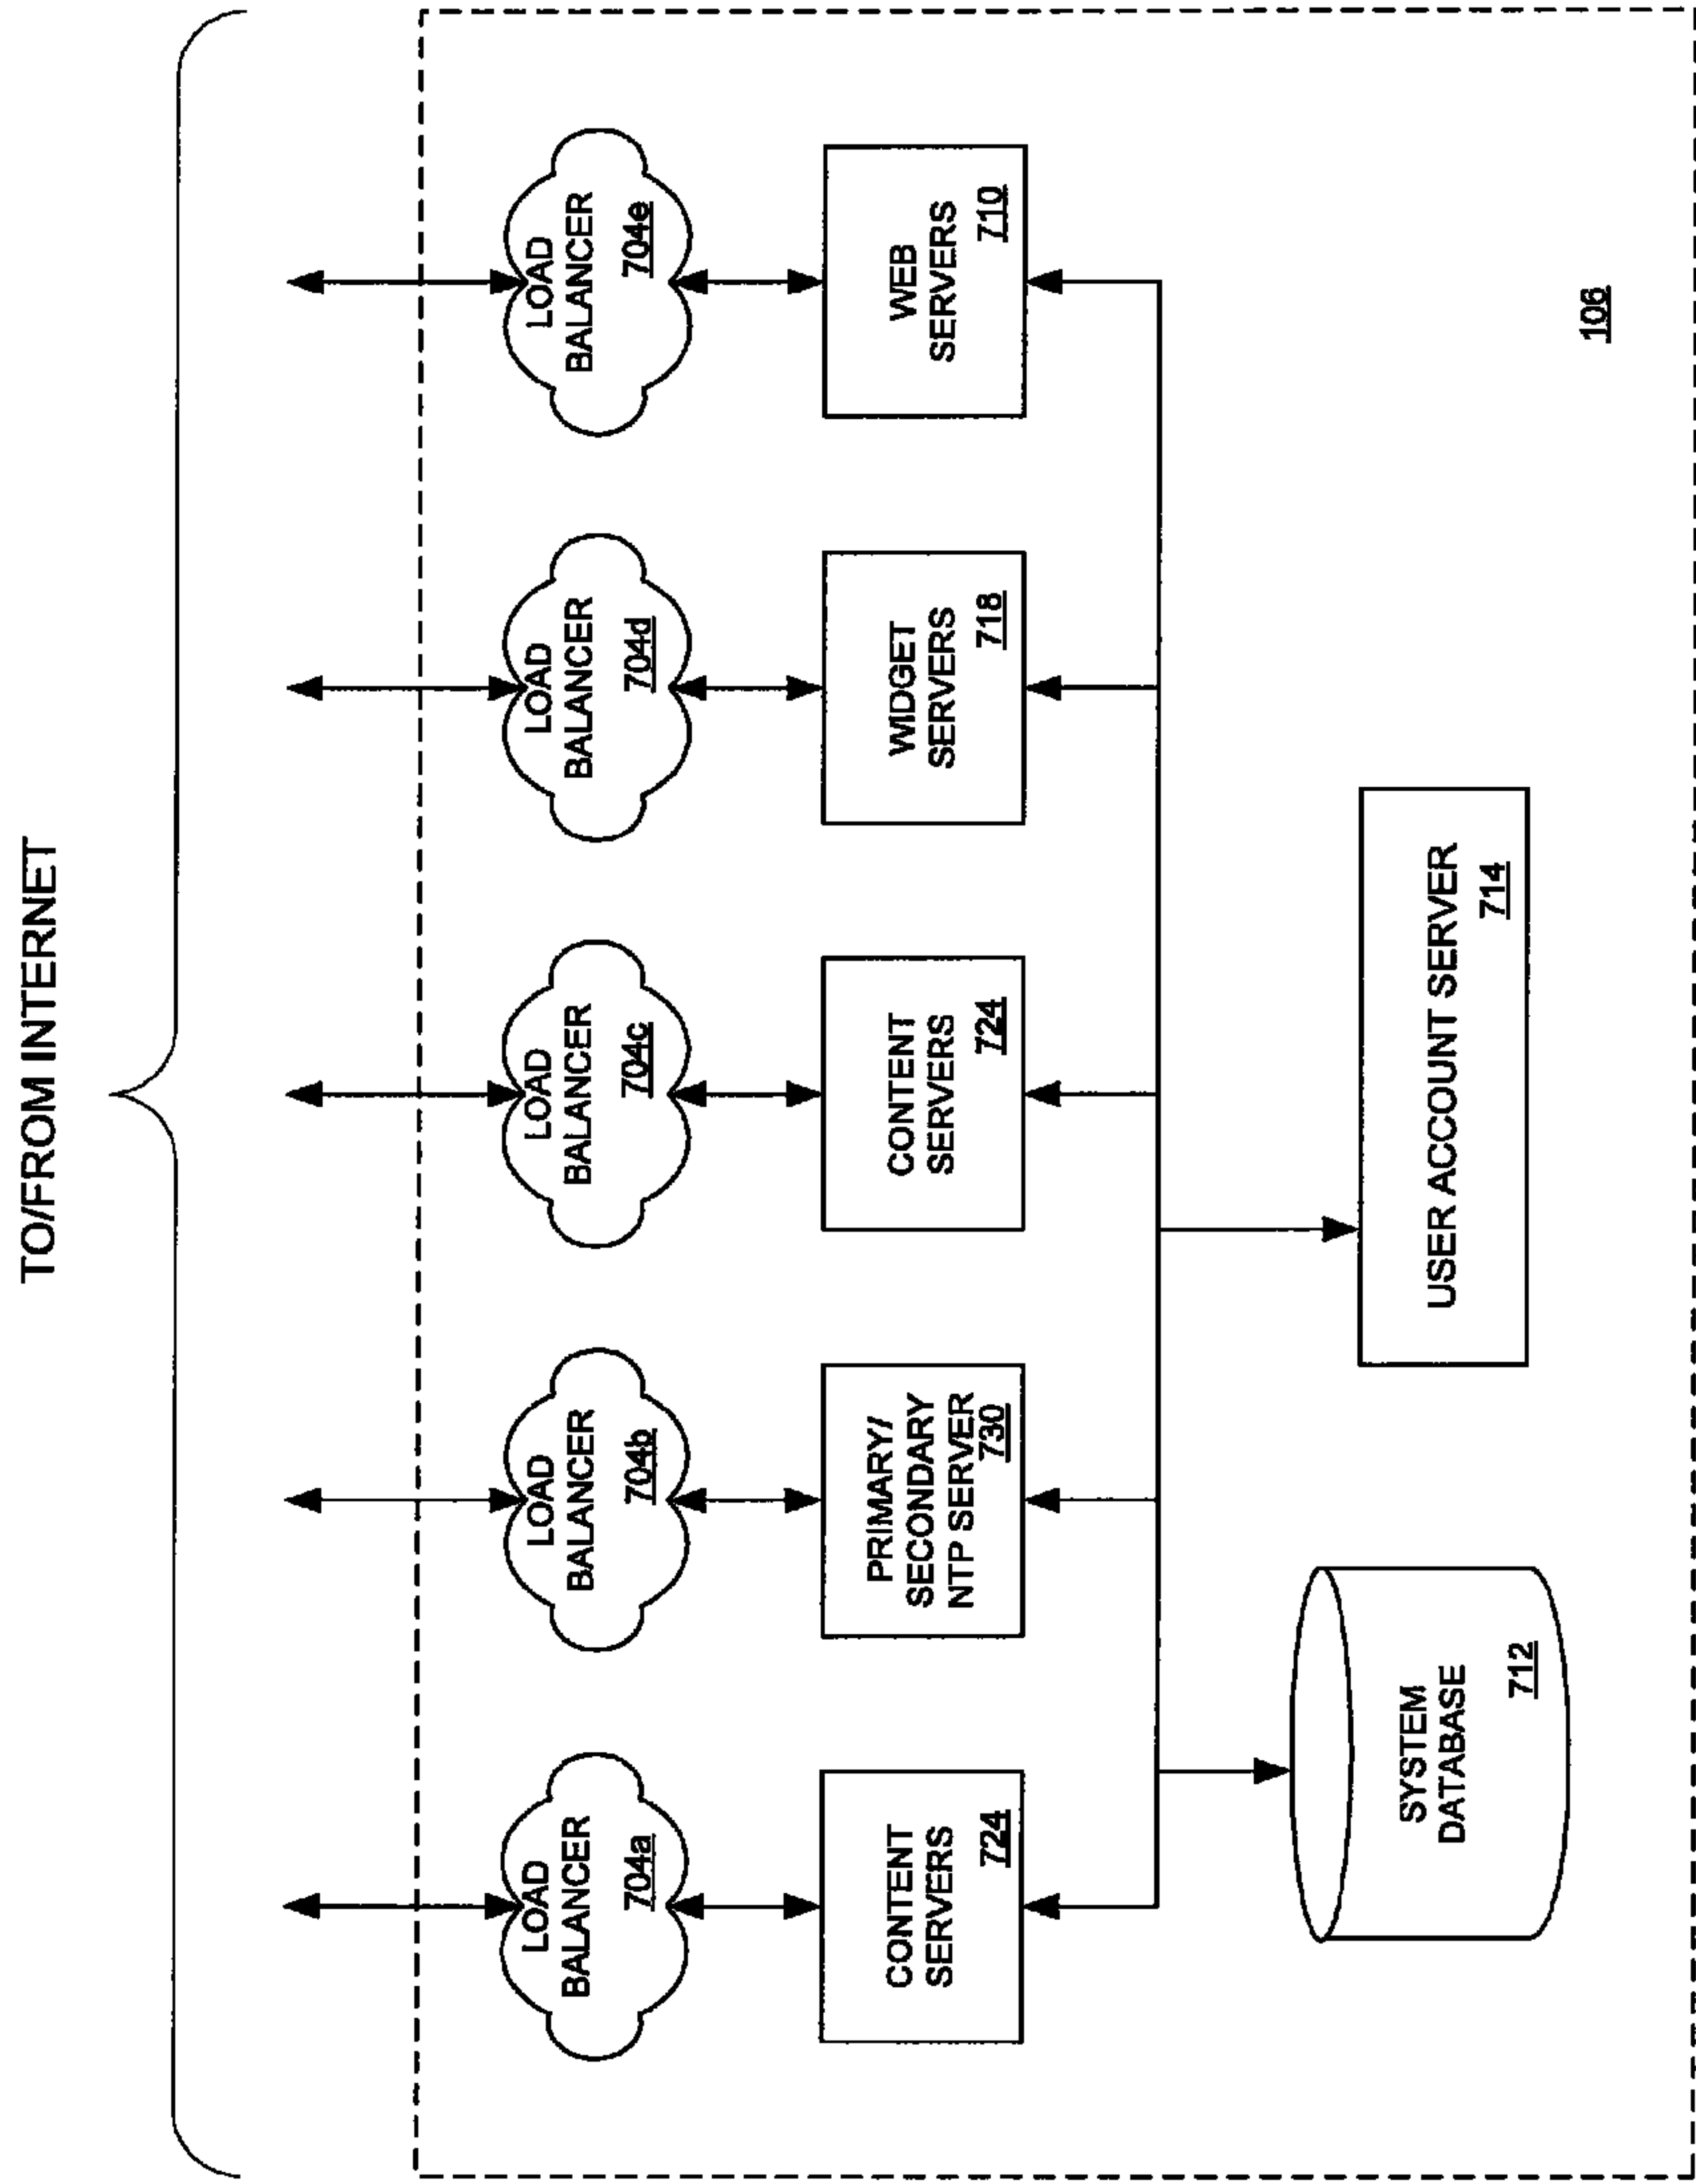 TO/FROM INTERNET
LOAD
BALANCER
704a
LOAD
BALANCER
704b
LOAD
BALANCER
704c
LOAD
BALANCER
704d
LOAD
BALANCER
704e
CONTENT
SERVERS
724
PRIMARY/
SECONDARY
NTP SERVER
730
CONTENT
SERVERS
724
WIDGET
SERVERS
718
WEB
SERVERS
710
SYSTEM
DATABASE
712
USER ACCOUNT SERVER
714
106